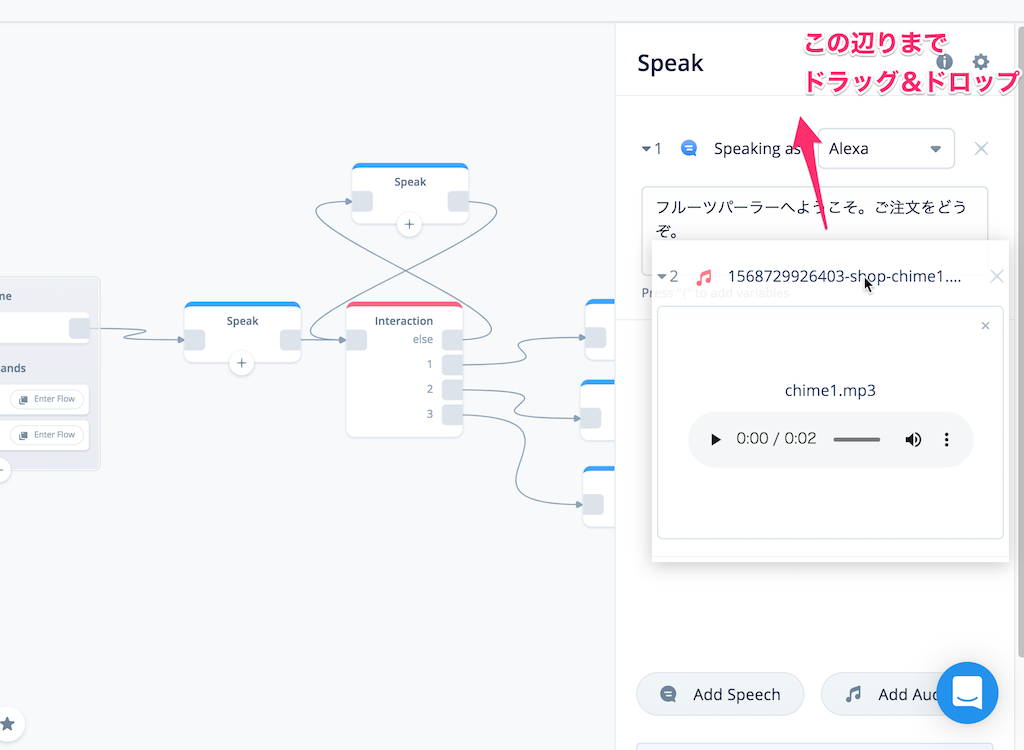 この辺りまで
ドラッグ&ドロップ
Speak
1
Speaking as
Alexa
フルーツパーラーへようこそ。ご注文をどう
ぞ。
2
1568729926403-shop-chime1....
Press "{" to add variables
chime1.mp3
0:00 / 0:02
Add Speech
Add Aud
Speak
Speak
Interaction
else
1
2
3
me
ands
Enter Flow
Enter Flow